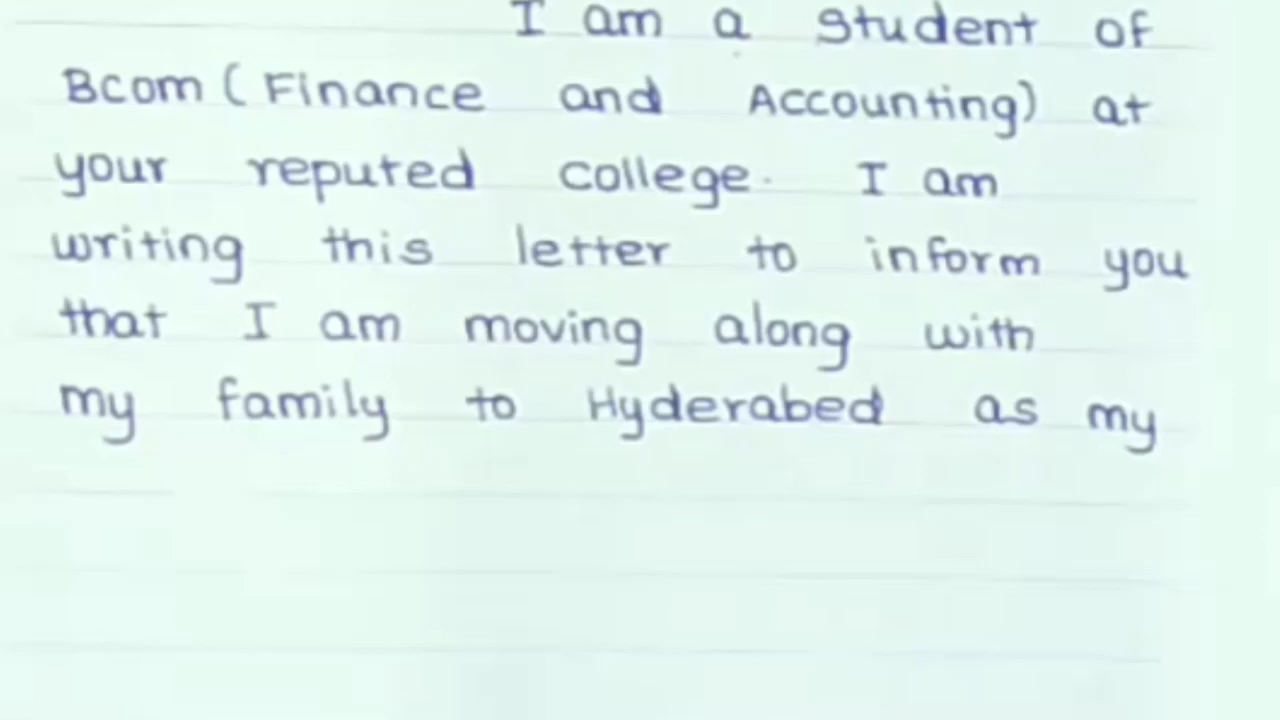 I am a student of
Bcom (Finance and Accounting) at
your reputed college. I am
writing this letter to inform you
that I am moving along with
my family to Hyderabed as my